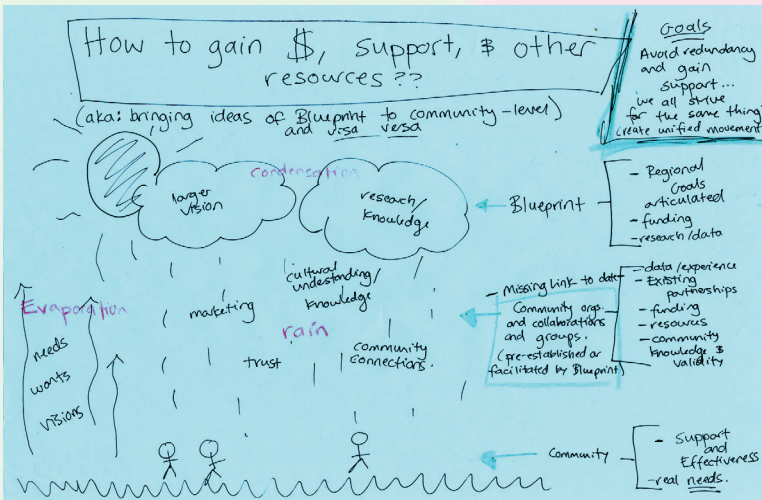 How to gain $, support, & other
resources??
(aka: bringing ideas of Blueprint to community-level)
and visa versa
Goals
Avoid redundancy
and gain
support...
we all strive
for the same thing
(create unified movement
Condensation
larger
vision
research/
knowledge
Blueprint
- Regional
Goals
articulated
- funding
- research/data
Evaporation
needs
wants
visions
marketing
cultural
undestanding/
knowledge
rain
trust
community
connections.
- Missing link to date
Community orgs.
and collaborations
and groups.
(pre-established or
facilitated by Blueprint)
- data/experience
- Existing
partnerships
- funding
- resources
- community
knowledge &
validity
Community
- Support
and
Effectiveness
- real needs.